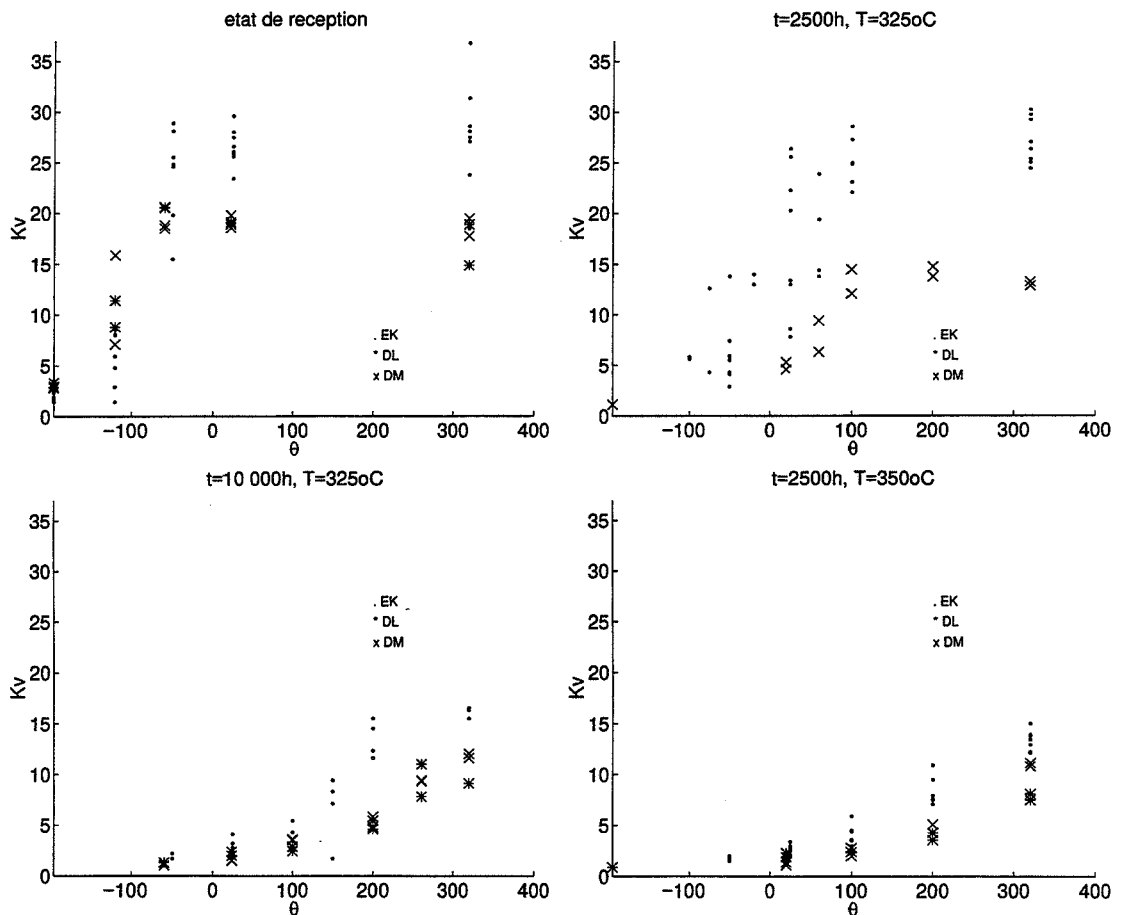 etat de reception
35
30
25
20
15
10
5
0
Kv
-100 0 100 200 300 400
θ
. EK
* DL
x DM
t=2500h, T=325oC
35
30
25
20
15
10
5
0
Kv
-100 0 100 200 300 400
θ
. EK
* DL
x DM
t=10 000h, T=325oC
35
30
25
20
15
10
5
0
Kv
-100 0 100 200 300 400
θ
. EK
* DL
x DM
t=2500h, T=350oC
35
30
25
20
15
10
5
0
Kv
-100 0 100 200 300 400
θ
. EK
* DL
x DM